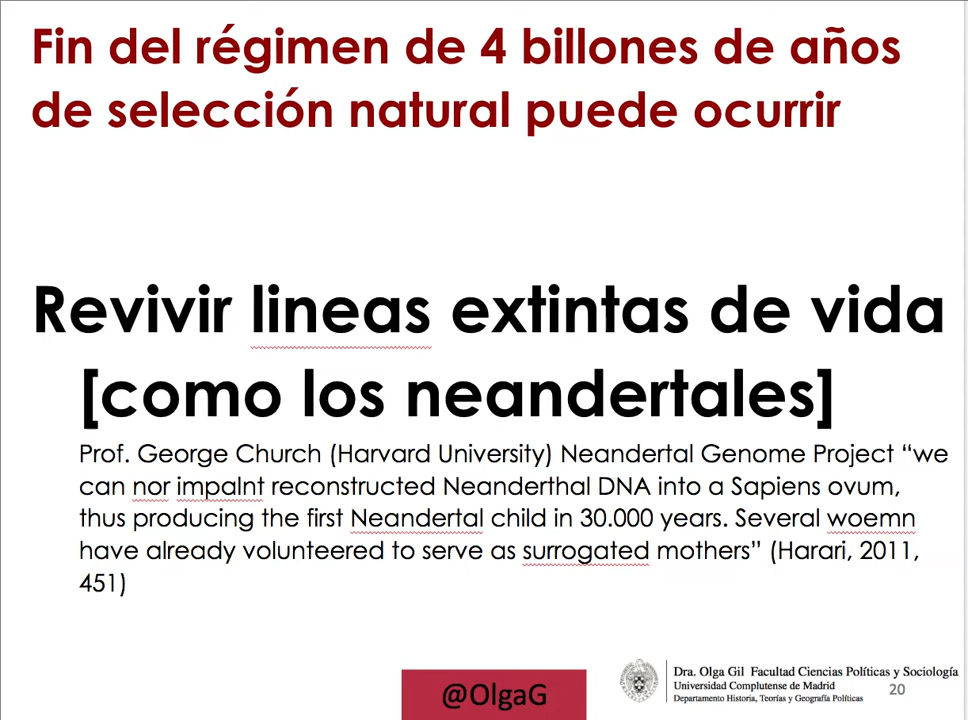 Fin del régimen de 4 billones de años
de selección natural puede ocurrir
Revivir lineas extintas de vida
[como los neandertales]
Prof. George Church (Harvard University) Neandertal Genome Project “we
can nor impalnt reconstructed Neanderthal DNA into a Sapiens ovum,
thus producing the first Neandertal child in 30.000 years. Several woemn
have already volunteered to serve as surrogated mothers” (Harari, 2011,
451)
@OlgaG
Dra. Olga Gil Facultad Ciencias Políticas y Sociología
Universidad Complutense de Madrid
Departamento Historia, Teorías y Geografía Políticas
20